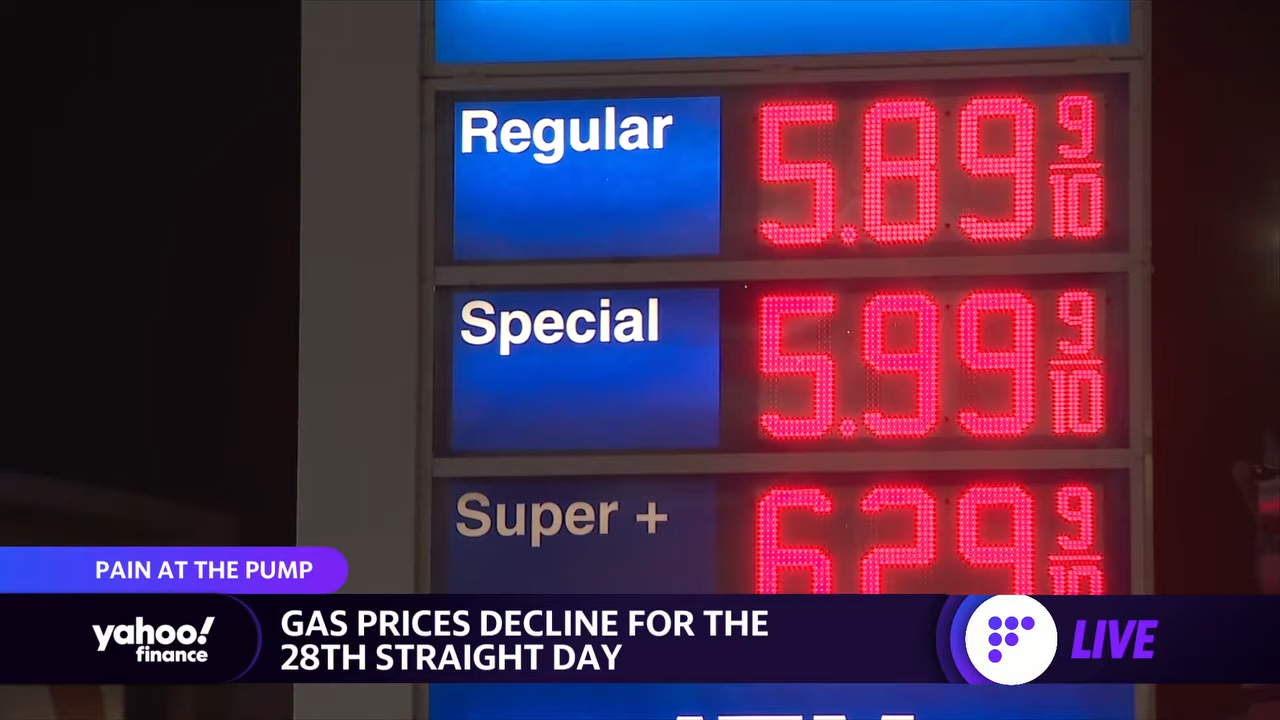 Regular 5.89 9/10
Special 5.99 9/10
Super + 6.29 9/10
PAIN AT THE PUMP
yahoo!
finance
GAS PRICES DECLINE FOR THE
28TH STRAIGHT DAY
LIVE